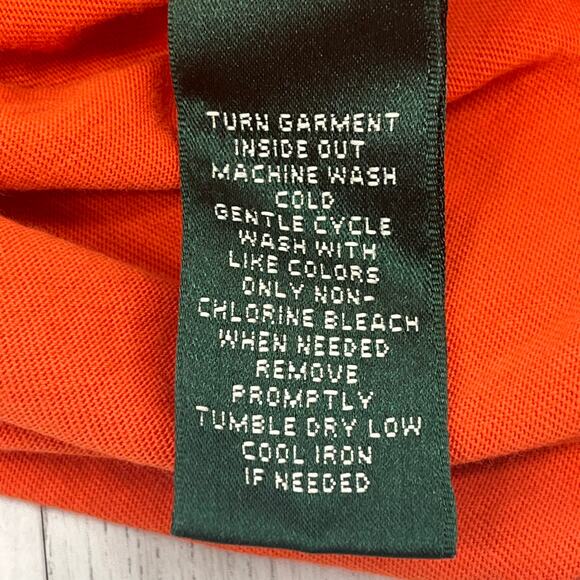 TURN GARMENT
INSIDE OUT
MACHINE WASH
COLD
GENTLE CYCLE
WASH WITH
LIKE COLORS
ONLY NON-
CHLORINE BLEACH
WHEN NEEDED
REMOVE
PROMPTLY
TUMBLE DRY LOW
COOL IRON
IF NEEDED